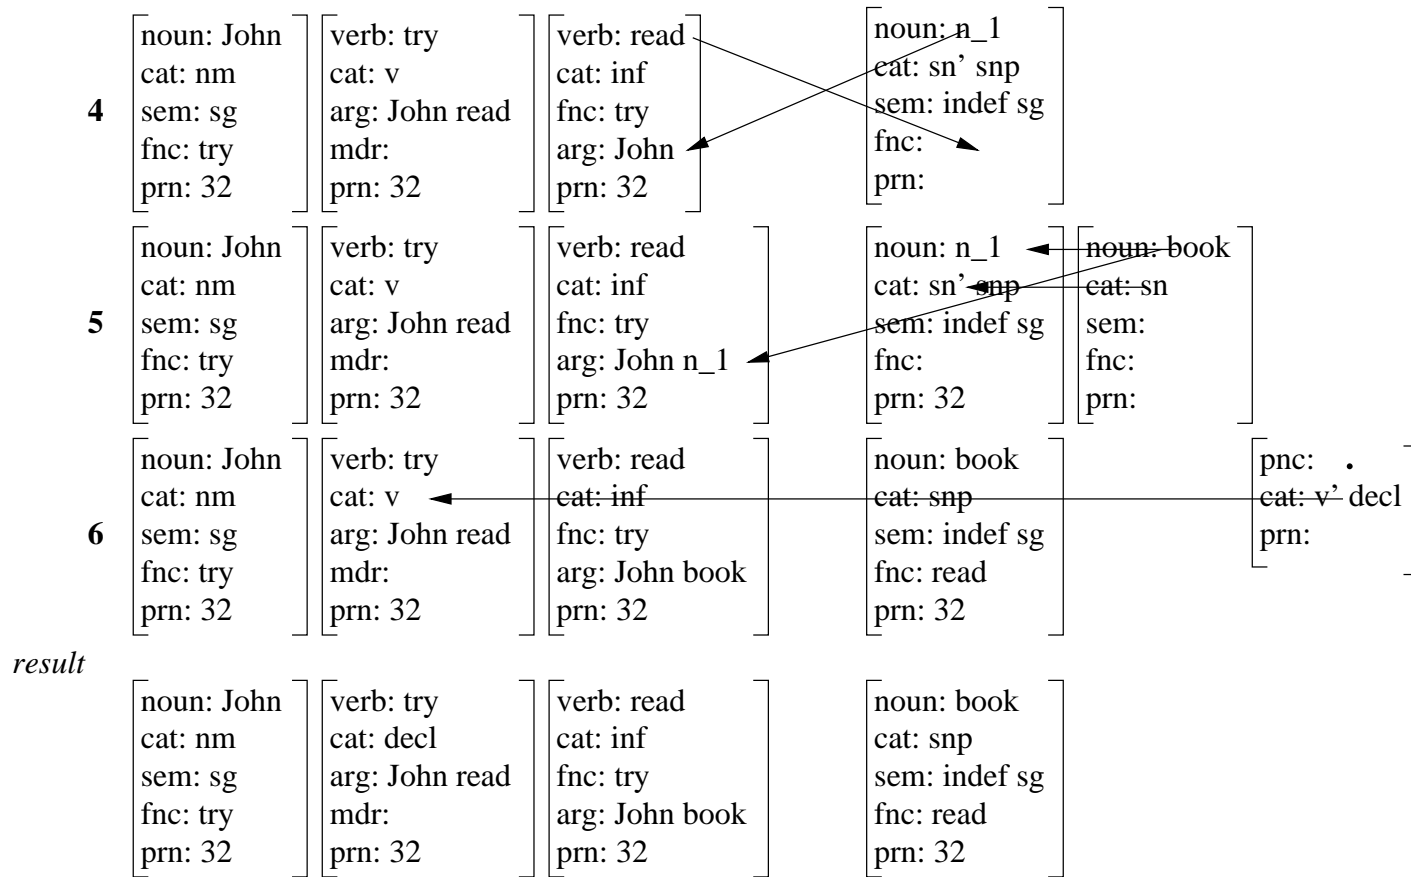 noun: John verb: try verb: read noun: n_1
cat: nm cat: v cat: inf cat: sn’ snp
4 sem: sg arg: John read fnc: try sem: indef sg
fnc: try mdr: arg: John fnc:
prn: 32 prn: 32 prn: 32 prn:
noun: John verb: try verb: read noun: n_1 noun: book
cat: nm cat: v cat: inf cat: sn’ snp cat: sn
5 sem: sg arg: John read fnc: try sem: indef sg sem:
fnc: try mdr: arg: John n_1 fnc: fnc:
prn: 32 prn: 32 prn: 32 prn: 32 prn:
noun: John verb: try verb: read noun: book pnc: .
cat: nm cat: v cat: inf cat: snp cat: v’ decl
6 sem: sg arg: John read fnc: try sem: indef sg prn:
fnc: try mdr: arg: John book fnc: read
prn: 32 prn: 32 prn: 32 prn: 32
result
noun: John verb: try verb: read noun: book
cat: nm cat: decl cat: inf cat: snp
sem: sg arg: John read fnc: try sem: indef sg
fnc: try mdr: arg: John book fnc: read
prn: 32 prn: 32 prn: 32 prn: 32